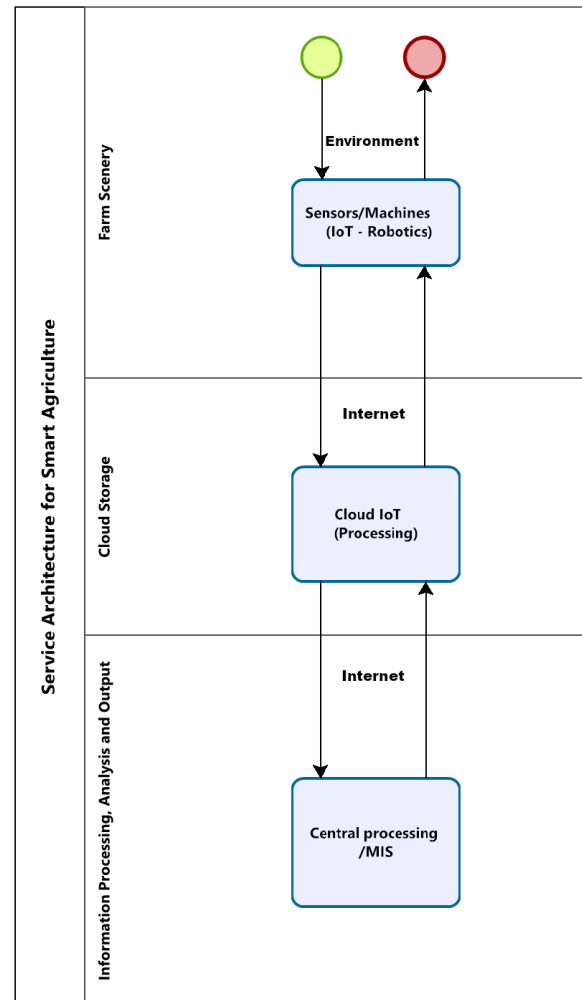 Service Architecture for Smart Agriculture
Farm Scenery
Environment
Sensors/Machines
(IoT - Robotics)
Cloud Storage
Internet
Cloud IoT
(Processing)
Information Processing, Analysis and Output
Internet
Central processing
/MIS